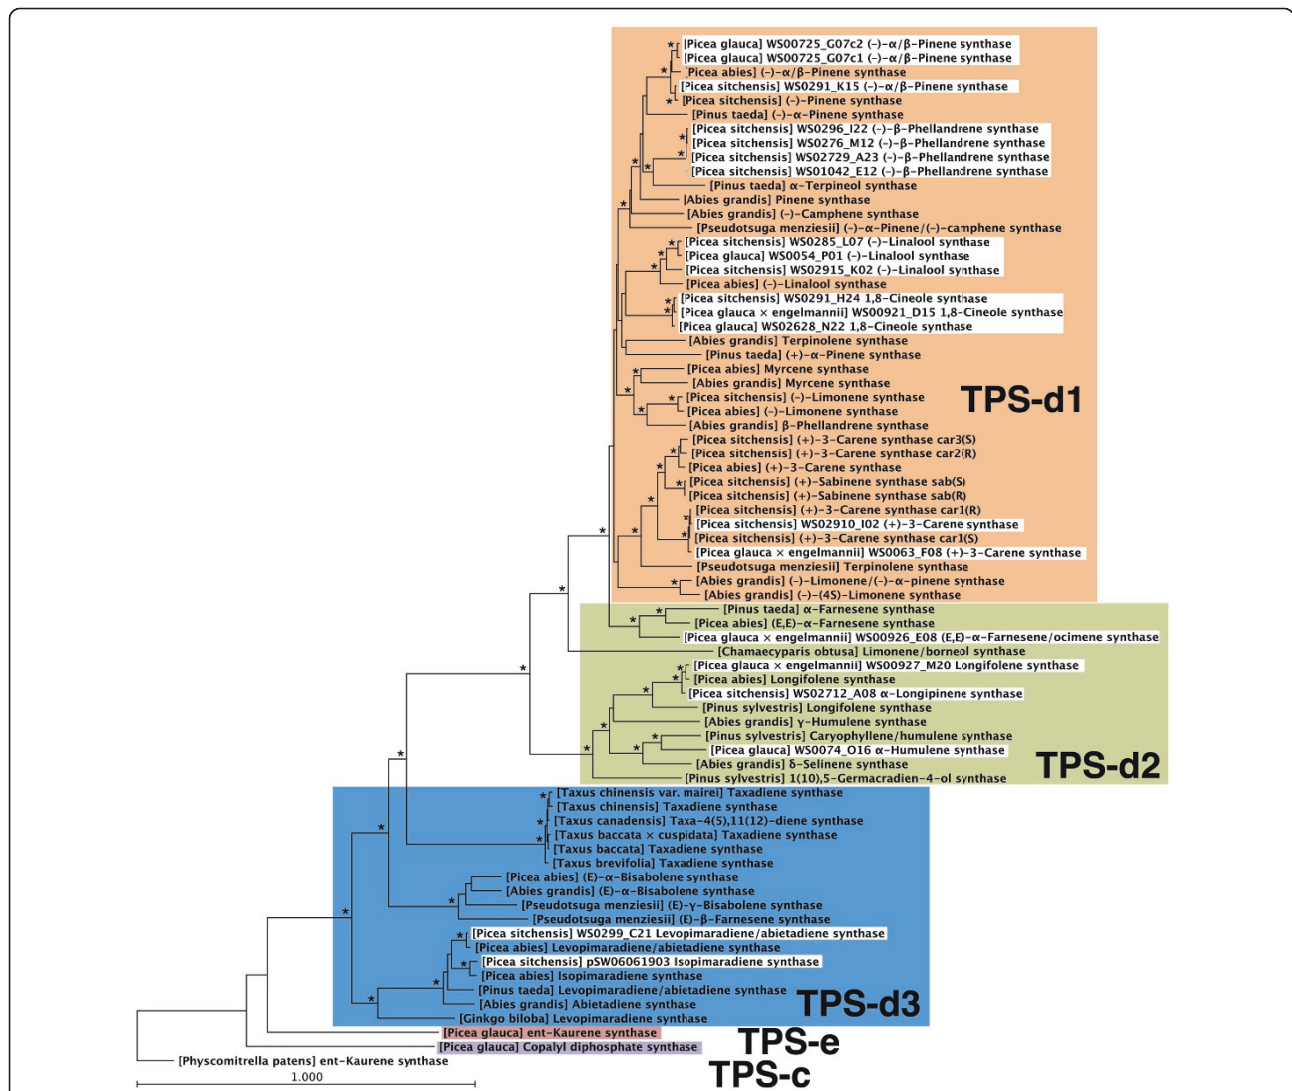 [Picea glauca] WS00725_G07c2 (-)-α/β-Pinene synthase
[Picea glauca] WS00725_G07c1 (-)-α/β-Pinene synthase
[Picea abies] (-)-α/β-Pinene synthase
[Picea sitchensis] WS0291_K15 (-)-α/β-Pinene synthase
[Picea sitchensis] (-)-Pinene synthase
[Pinus taeda] (-)-α-Pinene synthase
[Picea sitchensis] WS0296_I22 (-)-β-Phellandrene synthase
[Picea sitchensis] WS0276_M12 (-)-β-Phellandrene synthase
[Picea sitchensis] WS02729_A23 (-)-β-Phellandrene synthase
[Picea sitchensis] WS01042_E12 (-)-β-Phellandrene synthase
[Pinus taeda] α-Terpineol synthase
[Abies grandis] Pinene synthase
[Abies grandis] (-)-Camphene synthase
[Pseudotsuga menziesii] (-)-α-Pinene/(-)-camphene synthase
[Picea sitchensis] WS0285_L07 (-)-Linalool synthase
[Picea glauca] WS0054_P01 (-)-Linalool synthase
[Picea sitchensis] WS02915_K02 (-)-Linalool synthase
[Picea abies] (-)-Linalool synthase
[Picea sitchensis] WS0291_H24 1,8-Cineole synthase
[Picea glauca × engelmannii] WS00921_D15 1,8-Cineole synthase
[Picea glauca] WS02628_N22 1,8-Cineole synthase
[Abies grandis] Terpinolene synthase
[Pinus taeda] (+)-α-Pinene synthase
[Picea abies] Myrcene synthase
[Abies grandis] Myrcene synthase
[Picea sitchensis] (-)-Limonene synthase
[Picea abies] (-)-Limonene synthase
[Abies grandis] β-Phellandrene synthase
TPS-d1
[Picea sitchensis] (+)-3-Carene synthase car3(S)
[Picea sitchensis] (+)-3-Carene synthase car2(R)
[Picea abies] (+)-3-Carene synthase
[Picea sitchensis] (+)-Sabinene synthase sab(S)
[Picea sitchensis] (+)-Sabinene synthase sab(R)
[Picea sitchensis] (+)-3-Carene synthase car1(R)
[Picea sitchensis] WS02910_I02 (+)-3-Carene synthase
[Picea sitchensis] (+)-3-Carene synthase car1(S)
[Picea glauca × engelmannii] WS0063_F08 (+)-3-Carene synthase
[Pseudotsuga menziesii] Terpinolene synthase
[Abies grandis] (-)-Limonene/(-)-α-pinene synthase
[Abies grandis] (-)-(4S)-Limonene synthase
[Pinus taeda] α-Farnesene synthase
[Picea abies] (E,E)-α-Farnesene synthase
[Picea glauca × engelmannii] WS00926_E08 (E,E)-α-Farnesene/ocimene synthase
[Chamaecyparis obtusa] Limonene/borneol synthase
[Picea glauca × engelmannii] WS00927_M20 Longifolene synthase
[Picea abies] Longifolene synthase
[Picea sitchensis] WS02712_A08 α-Longipinene synthase
[Pinus sylvestris] Longifolene synthase
[Abies grandis] γ-Humulene synthase
[Pinus sylvestris] Caryophyllene/humulene synthase
[Picea glauca] WS0074_O16 α-Humulene synthase
[Abies grandis] δ-Selinene synthase
[Pinus sylvestris] 1(10),5-Germacradien-4-ol synthase
TPS-d2
[Taxus chinensis var. mairei] Taxadiene synthase
[Taxus chinensis] Taxadiene synthase
[Taxus canadensis] Taxa-4(5),11(12)-diene synthase
[Taxus baccata × cuspidata] Taxadiene synthase
[Taxus baccata] Taxadiene synthase
[Taxus brevifolia] Taxadiene synthase
[Picea abies] (E)-α-Bisabolene synthase
[Abies grandis] (E)-α-Bisabolene synthase
[Pseudotsuga menziesii] (E)-γ-Bisabolene synthase
[Pseudotsuga menziesii] (E)-β-Farnesene synthase
[Picea sitchensis] WS0299_C21 Levopimaradiene/abietadiene synthase
[Picea abies] Levopimaradiene/abietadiene synthase
[Picea sitchensis] pSW06061903 Isopimaradiene synthase
[Picea abies] Isopimaradiene synthase
[Pinus taeda] Levopimaradiene/abietadiene synthase
[Abies grandis] Abietadiene synthase
[Ginkgo biloba] Levopimaradiene synthase
TPS-d3
[Picea glauca] ent-Kaurene synthase
TPS-e
[Picea glauca] Copalyl diphosphate synthase
[Physcomitrella patens] ent-Kaurene synthase
TPS-c
1.000